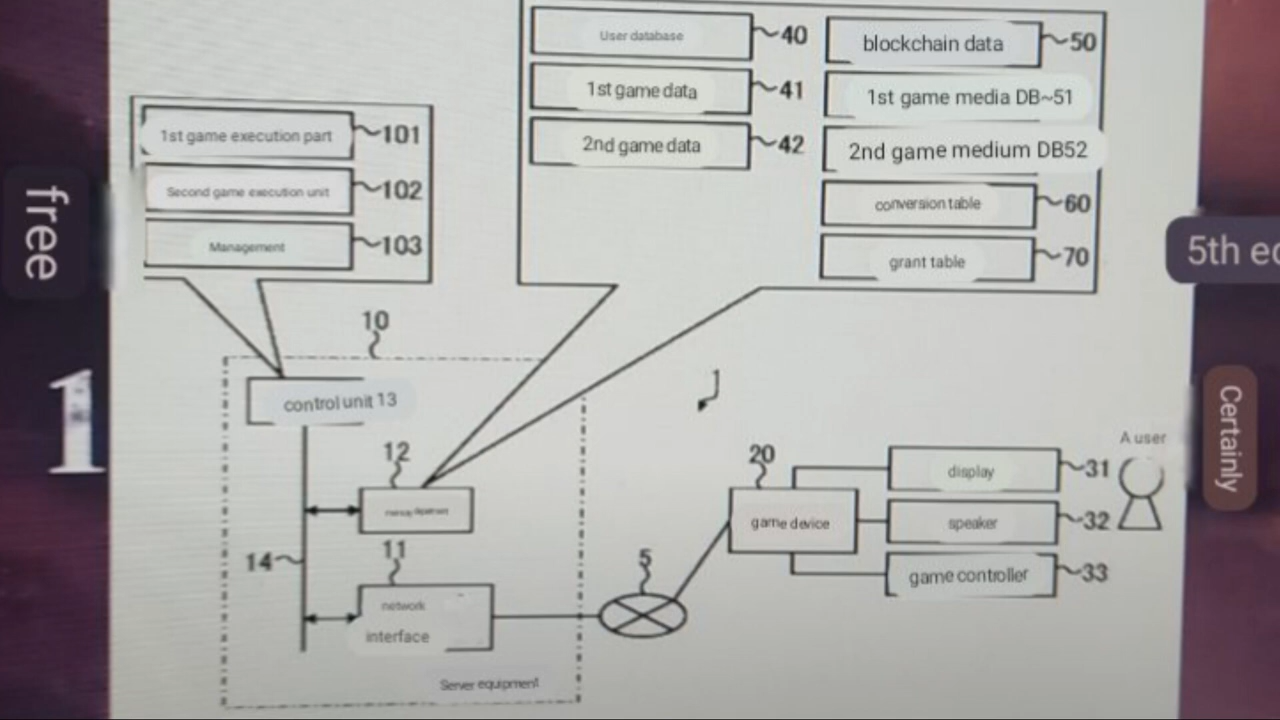 User database
40
blockchain data
50
1st game data
41
1st game media DB~51
2nd game data
42
2nd game medium DB52
conversion table
60
grant table
70
1st game execution part
101
Second game execution unit
102
Management
103
free
5th ec
1
Certainly
10
control unit 13
12
14
11
network
interface
Server equipment
5
1
20
game device
display
31
A user
speaker
32
game controller
33